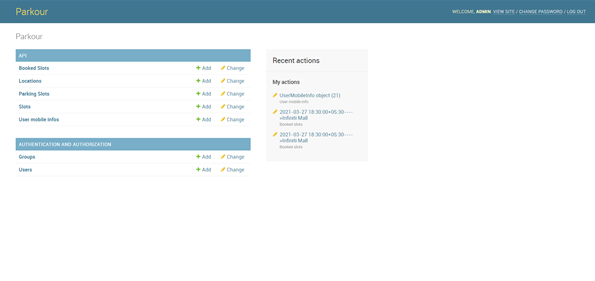 Parkour
WELCOME, ADMIN. VIEW SITE / CHANGE PASSWORD / LOG OUT
Parkour
API
Booked Slots + Add Change
Locations + Add Change
Parking Slots + Add Change
Slots + Add Change
User mobile infos + Add Change
AUTHENTICATION AND AUTHORIZATION
Groups + Add Change
Users + Add Change
Recent actions
My actions
UserMobileInfo object (21)
User mobile info
2021-03-27 18:30:00+05:30----
>Infiniti Mall
Booked slots
2021-03-27 18:30:00+05:30----
>Infiniti Mall
Booked slots